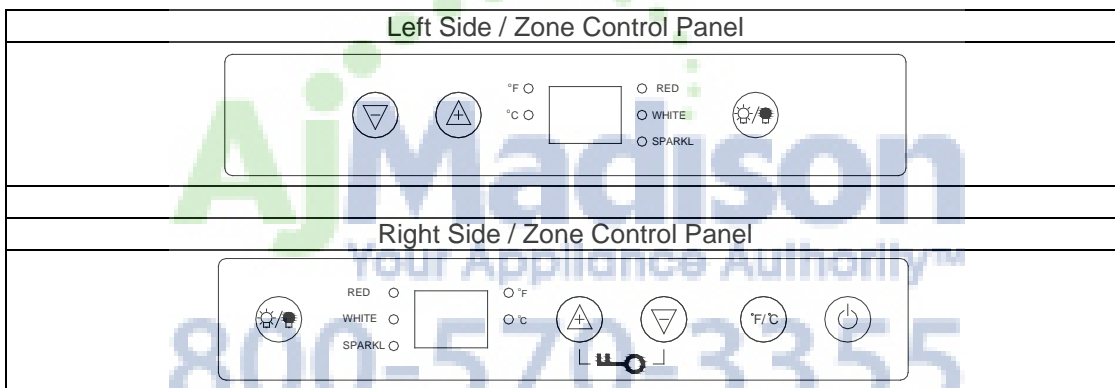 Left Side / Zone Control Panel
°F RED
°C WHITE
SPARKL
AjMadison
Right Side / Zone Control Panel
Your Appliance Authority™
RED °F
WHITE °C °F/°C
SPARKL
800-570-3355